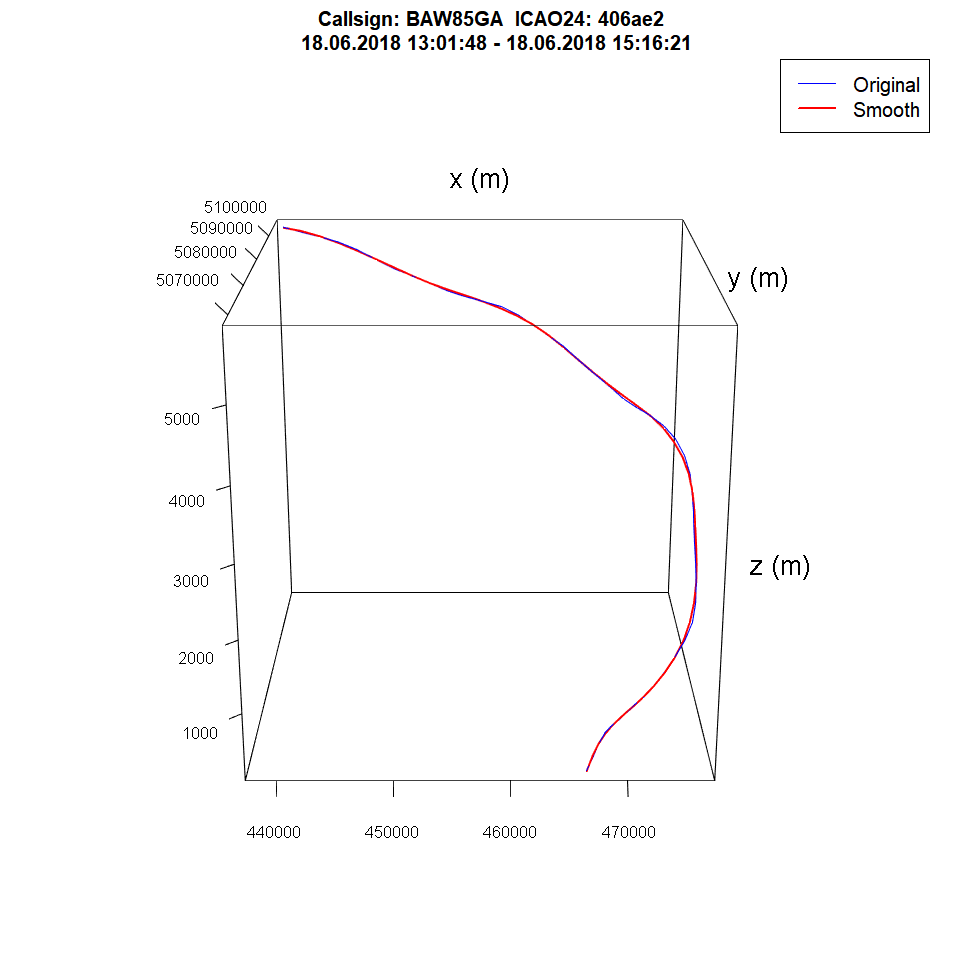 Callsign: BAW85GA  ICAO24: 406ae2
18.06.2018 13:01:48 - 18.06.2018 15:16:21
Original
Smooth
x (m)
5100000
5090000
5080000
5070000
y (m)
5000
4000
z (m)
3000
2000
1000
440000 450000 460000 470000